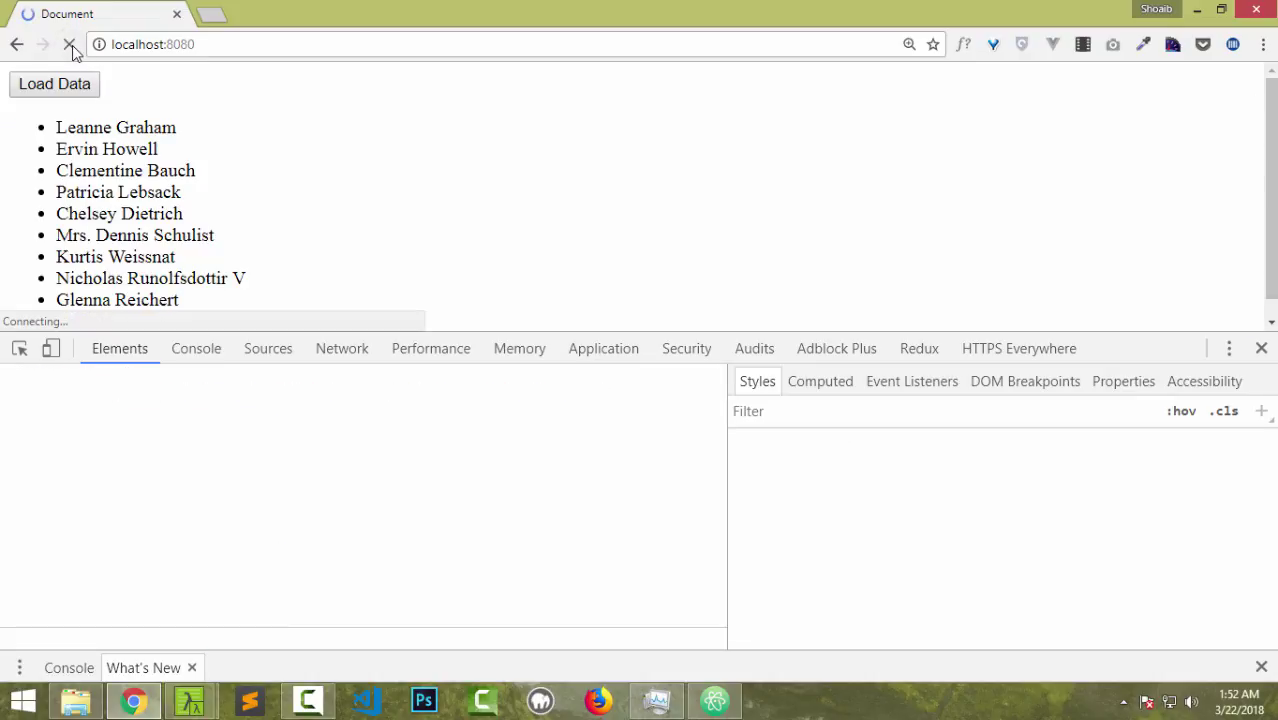 Document
Shoaib
localhost:8080
f?
Load Data
Leanne Graham
Ervin Howell
Clementine Bauch
Patricia Lebsack
Chelsey Dietrich
Mrs. Dennis Schulist
Kurtis Weissnat
Nicholas Runolfsdottir V
Glenna Reichert
Connecting...
Elements Console Sources Network Performance Memory Application Security Audits Adblock Plus Redux HTTPS Everywhere
Styles Computed Event Listeners DOM Breakpoints Properties Accessibility
Filter :hov .cls
Console What's New
Ps
1:52 AM
3/22/2018